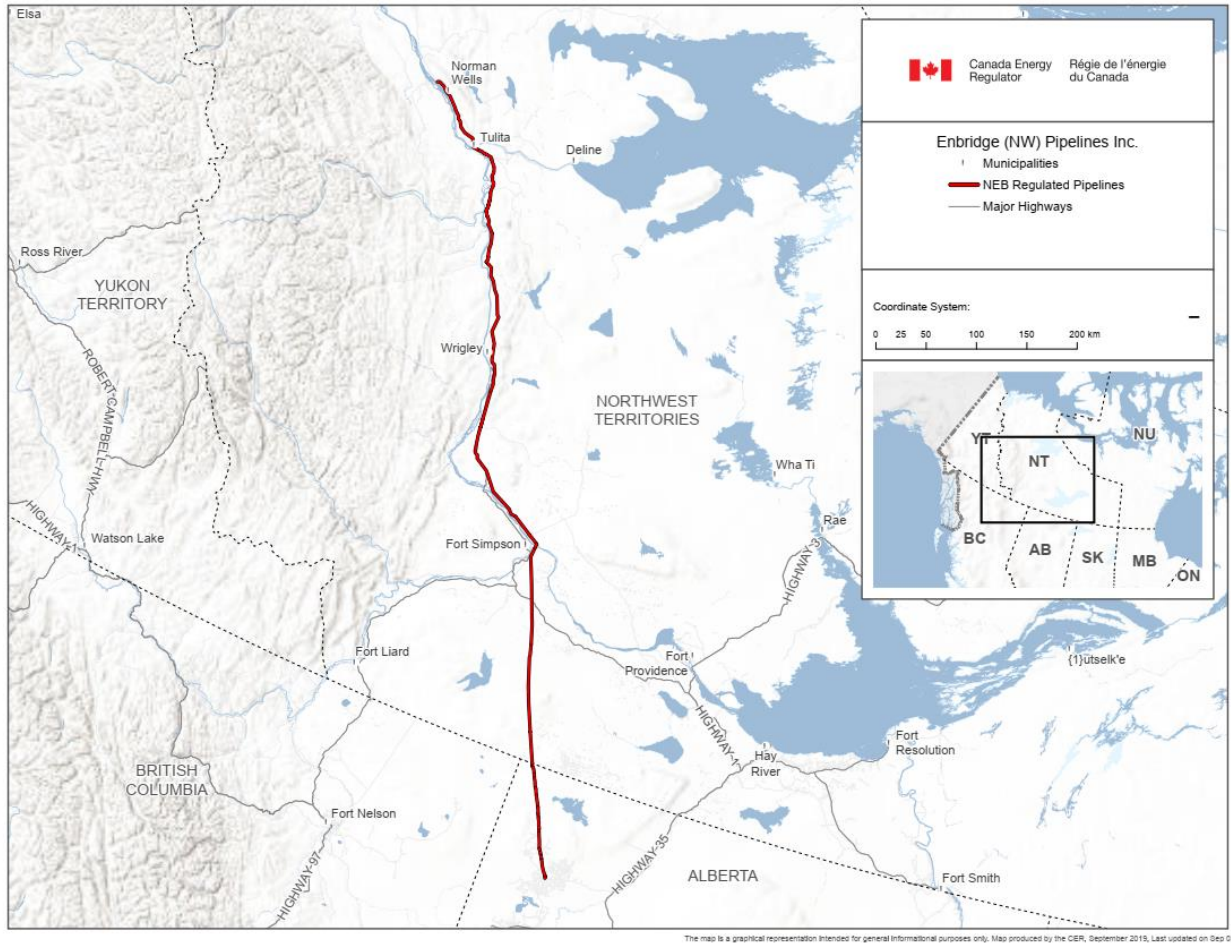 Elsa
Norman
Wells
Tulita
Deline
Ross River
YUKON
TERRITORY
ROBERT-CAMPBELL-HWY
Wrigley
NORTHWEST
TERRITORIES
Wha Ti
Rae
HIGHWAY-3
HIGHWAY-1
Watson Lake
Fort Simpson
Fort Liard
Fort
Providence
{1}útselk'e
HIGHWAY-1
Fort
Resolution
Hay
River
BRITISH
COLUMBIA
Fort Nelson
HIGHWAY-97
HIGHWAY-35
ALBERTA
Fort Smith
Canada Energy
Regulator
Régie de l'énergie
du Canada
Enbridge (NW) Pipelines Inc.
Municipalities
NEB Regulated Pipelines
Major Highways
Coordinate System:
0 25 50 100 150 200 km
YT
NT
NU
BC
AB
SK
MB
ON
The map is a graphical representation intended for general informational purposes only. Map produced by the CER, September 2019, Last updated on Sep